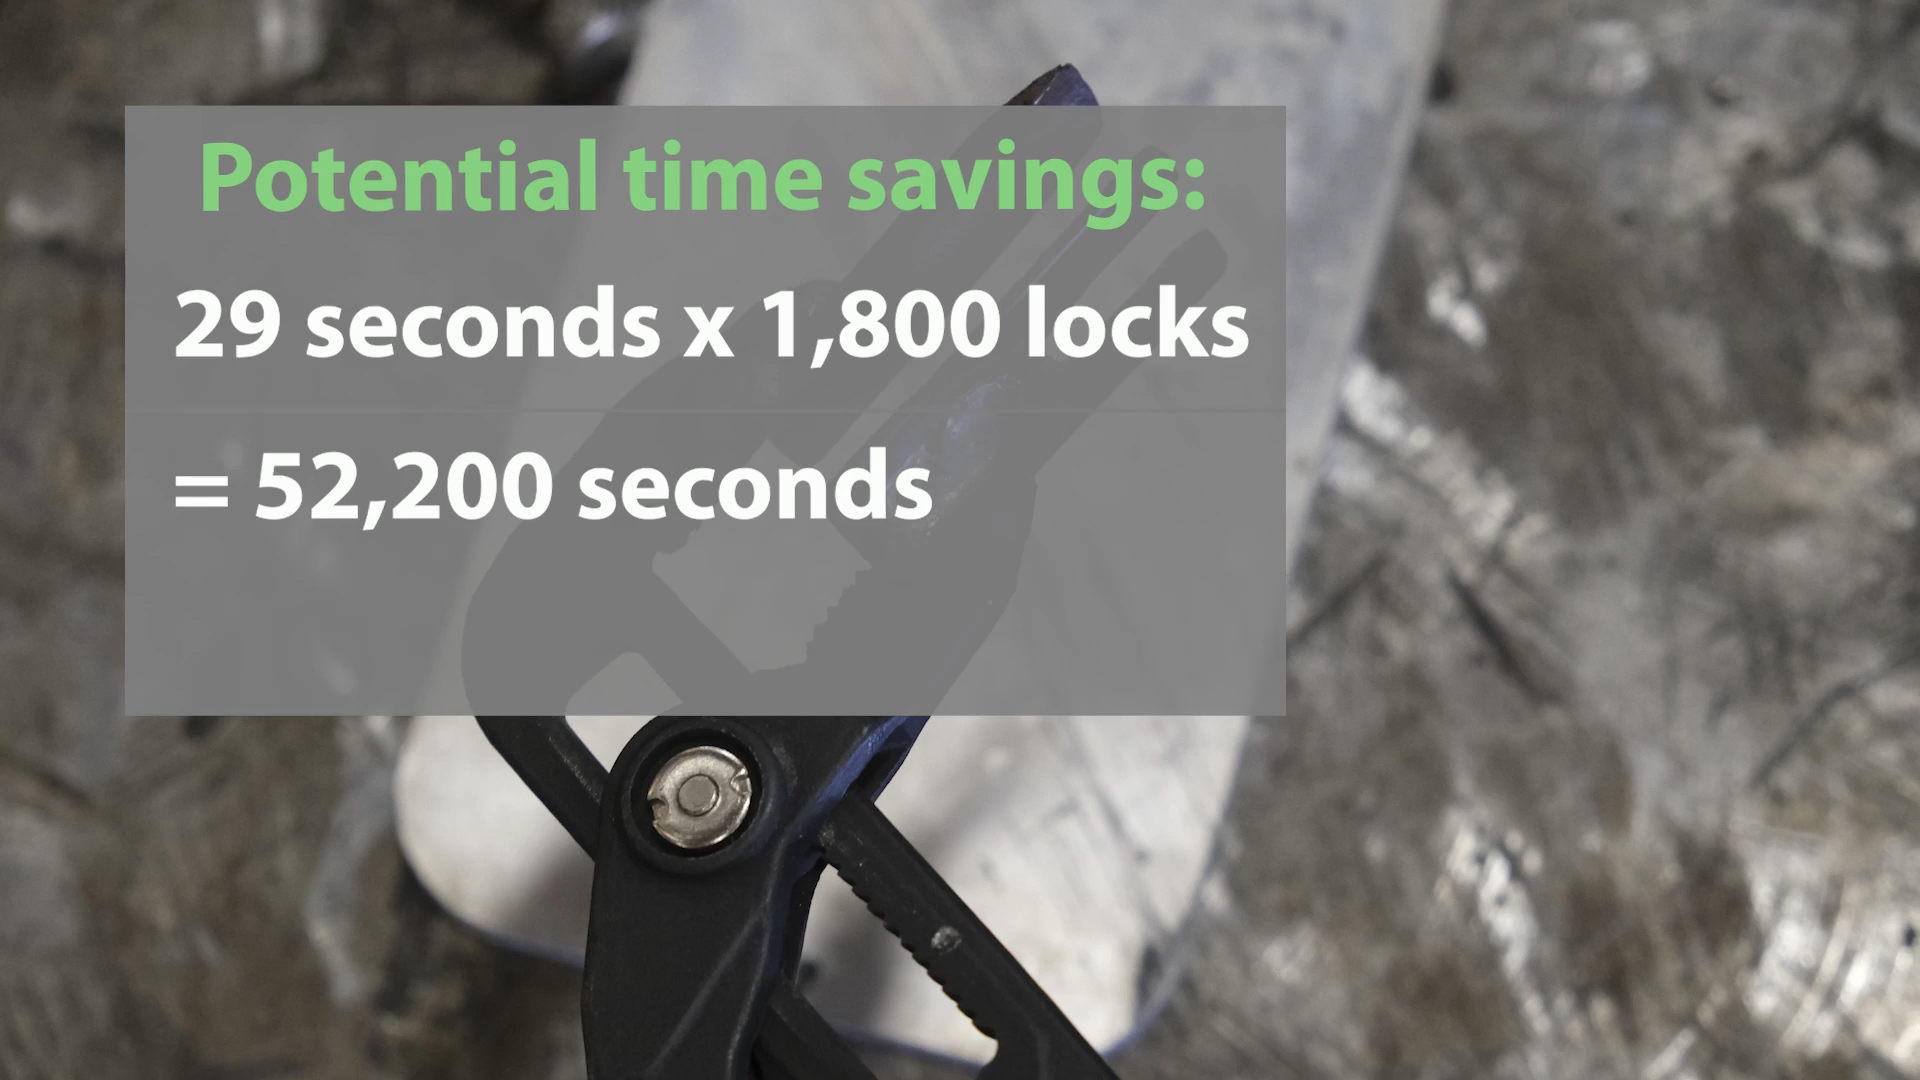 Potential time savings:
29 seconds x 1,800 locks
= 52,200 seconds